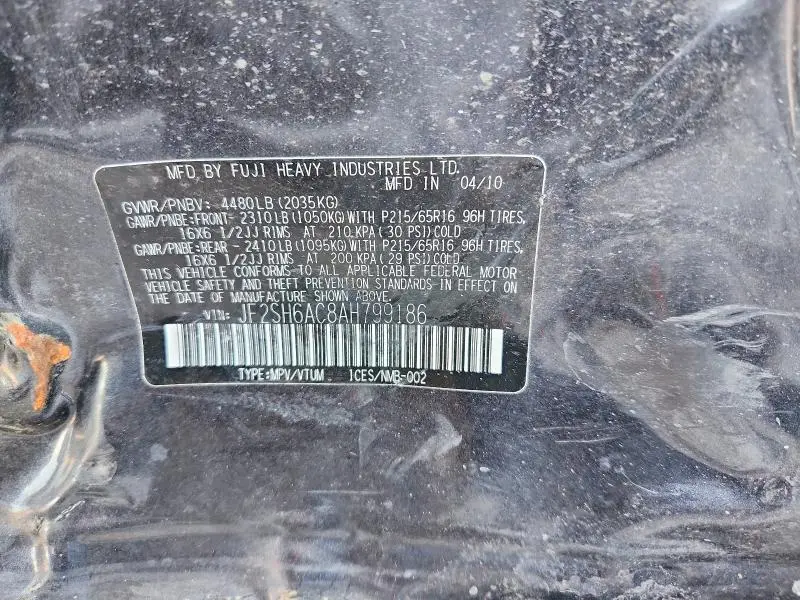 MFD. BY FUJI HEAVY INDUSTRIES LTD.
MFD IN 04/10
GVWR/PNBV: 4480LB(2035KG)
GAWR/PNBE:FRONT- 2310LB(1050KG)WITH P215/65R16 96H TIRES,
16X6 1/2JJ RIMS AT 210 KPA(30 PSI)COLD
GAWR/PNBE:REAR - 2410LB(1095KG)WITH P215/65R16 96H TIRES,
16X6 1/2JJ RIMS AT 200 KPA(29 PSI)COLD.
THIS VEHICLE CONFORMS TO ALL APPLICABLE FEDERAL MOTOR
VEHICLE SAFETY AND THEFT PREVENTION STANDARDS IN EFFECT ON
THE DATE OF MANUFACTURE SHOWN ABOVE.
VIN: JF2SH6AC8AH799186
TYPE:MPV/VTUM ICES/NMB-002